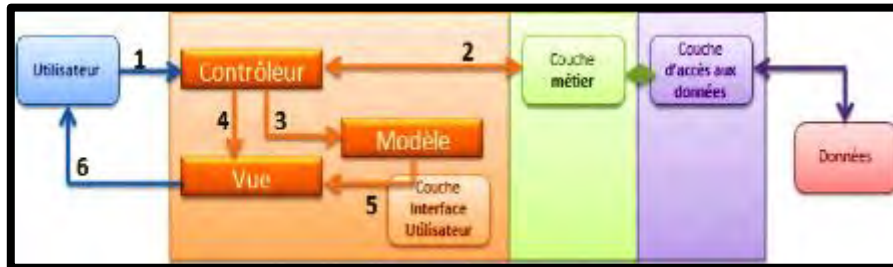 Utilisateur
1
Contrôleur
2
Couche
métier
Couche
d'accès aux
données
4
3
Modèle
Données
6
Vue
5
Couche
Interface
Utilisateur